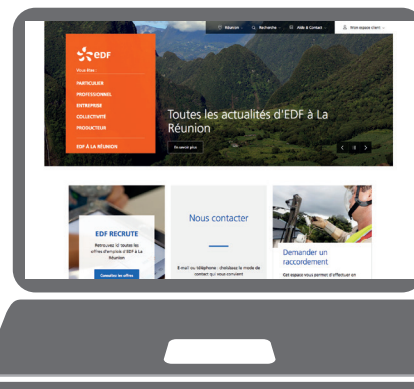 Réunion
Recherche
Aide & Contact
Mon espace client
EDF
Vous êtes :
PARTICULIER
PROFESSIONNEL
ENTREPRISE
COLLECTIVITÉ
PRODUCTEUR
EDF À LA RÉUNION
Toutes les actualités d'EDF à La
Réunion
En savoir plus
EDF RECRUTE
Retrouvez ici toutes les
offres d'emplois d'EDF à La
Réunion
Consultez les offres
Nous contacter
E-mail ou téléphone : choisissez le mode de
contact qui vous convient
Demander un
raccordement
Cet espace vous permet d'effectuer en